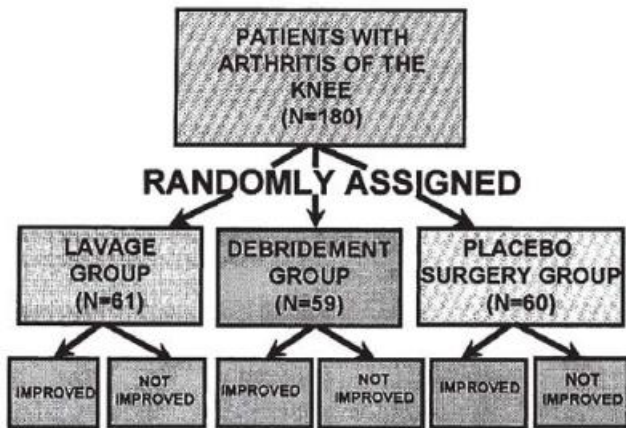 PATIENTS WITH
ARTHRITIS OF THE
KNEE
(N=180)
RANDOMLY ASSIGNED
LAVAGE
GROUP
(N=61)
DEBRIDEMENT
GROUP
(N=59)
PLACEBO
SURGERY GROUP
(N=60)
IMPROVED
NOT
IMPROVED
IMPROVED
NOT
IMPROVED
IMPROVED
NOT
IMPROVED